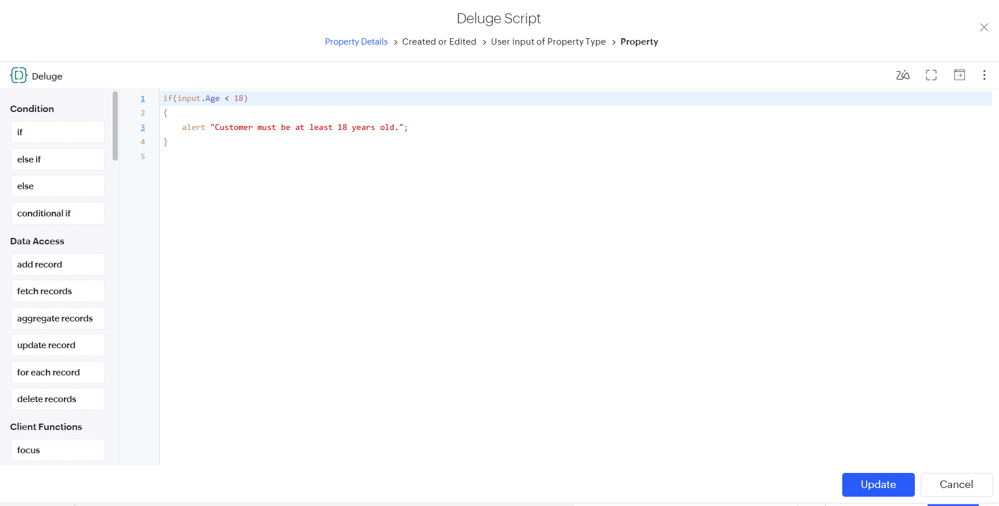 Deluge Script
Property Details > Created or Edited > User input of Property Type > Property
Deluge
Condition
if
else if
else
conditional if
Data Access
add record
fetch records
aggregate records
update record
for each record
delete records
Client Functions
focus
1 if(input.Age < 18)
2 {
3 alert "Customer must be at least 18 years old.";
4 }
5
Update
Cancel